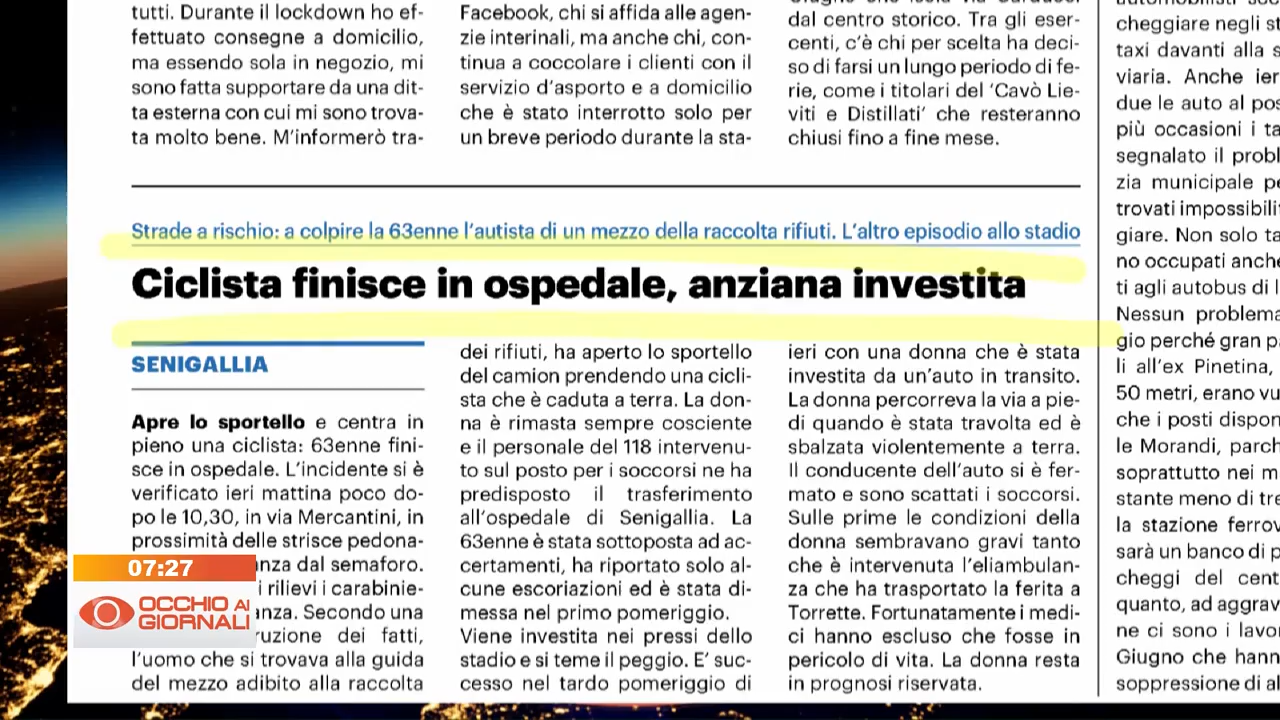 tutti. Durante il lockdown ho ef-
fettuato consegne a domicilio,
ma essendo sola in negozio, mi
sono fatta supportare da una dit-
ta esterna con cui mi sono trova-
ta molto bene. M'informerò tra-
Facebook, chi si affida alle agen-
zie interinali, ma anche chi, con-
tinua a coccolare i clienti con il
servizio d'asporto e a domicilio
che è stato interrotto solo per
un breve periodo durante la sta-
dal centro storico. Tra gli eser-
centi, c'è chi per scelta ha deci-
so di farsi un lungo periodo di fe-
rie, come i titolari del 'Cavò Lie-
viti e Distillati' che resteranno
chiusi fino a fine mese.
Strade a rischio: a colpire la 63enne l'autista di un mezzo della raccolta rifiuti. L'altro episodio allo stadio
Ciclista finisce in ospedale, anziana investita
SENIGALLIA
Apre lo sportello e centra in
pieno una ciclista: 63enne fini-
sce in ospedale. L'incidente si è
verificato ieri mattina poco do-
po le 10,30, in via Mercantini, in
prossimità delle strisce pedona-
nza dal semaforo.
i rilievi i carabinie-
anza. Secondo una
ruzione dei fatti,
l'uomo che si trovava alla guida
del mezzo adibito alla raccolta
dei rifiuti, ha aperto lo sportello
del camion prendendo una cicli-
sta che è caduta a terra. La don-
na è rimasta sempre cosciente
e il personale del 118 intervenu-
to sul posto per i soccorsi ne ha
predisposto il trasferimento
all'ospedale di Senigallia. La
63enne è stata sottoposta ad ac-
certamenti, ha riportato solo al-
cune escoriazioni ed è stata di-
messa nel primo pomeriggio.
Viene investita nei pressi dello
stadio e si teme il peggio. E' suc-
cesso nel tardo pomeriggio di
ieri con una donna che è stata
investita da un'auto in transito.
La donna percorreva la via a pie-
di quando è stata travolta ed è
sbalzata violentemente a terra.
Il conducente dell'auto si è fer-
mato e sono scattati i soccorsi.
Sulle prime le condizioni della
donna sembravano gravi tanto
che è intervenuta l'eliambulan-
za che ha trasportato la ferita a
Torrette. Fortunatamente i medi-
ci hanno escluso che fosse in
pericolo di vita. La donna resta
in prognosi riservata.
cheggiare negli s
taxi davanti alla s
viaria. Anche ier
due le auto al pos
più occasioni i ta
segnalato il probl
zia municipale pe
trovati impossibili
giare. Non solo ta
no occupati anche
ti agli autobus di l
Nessun problema
gio perché gran pa
li all'ex Pinetina,
50 metri, erano vu
che i posti dispon
le Morandi, parch
soprattutto nei m
stante meno di tre
la stazione ferrov
sarà un banco di p
cheggi del cent
quanto, ad aggrav
ne ci sono i lavor
Giugno che hann
soppressione di al
07:27
OCCHIO AI
GIORNALI